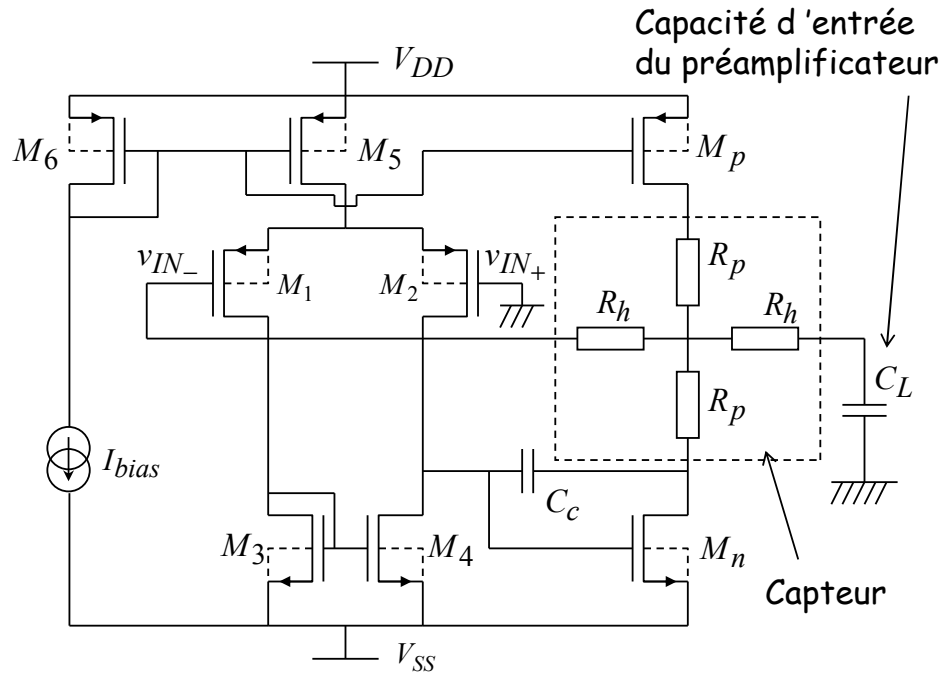 Capacité d 'entrée
du préamplificateur
V_DD
M_6
M_5
M_p
v_IN_-
v_IN_+
M_1
M_2
R_p
R_h
R_h
C_L
R_p
I_bias
C_c
M_3
M_4
M_n
Capteur
V_SS